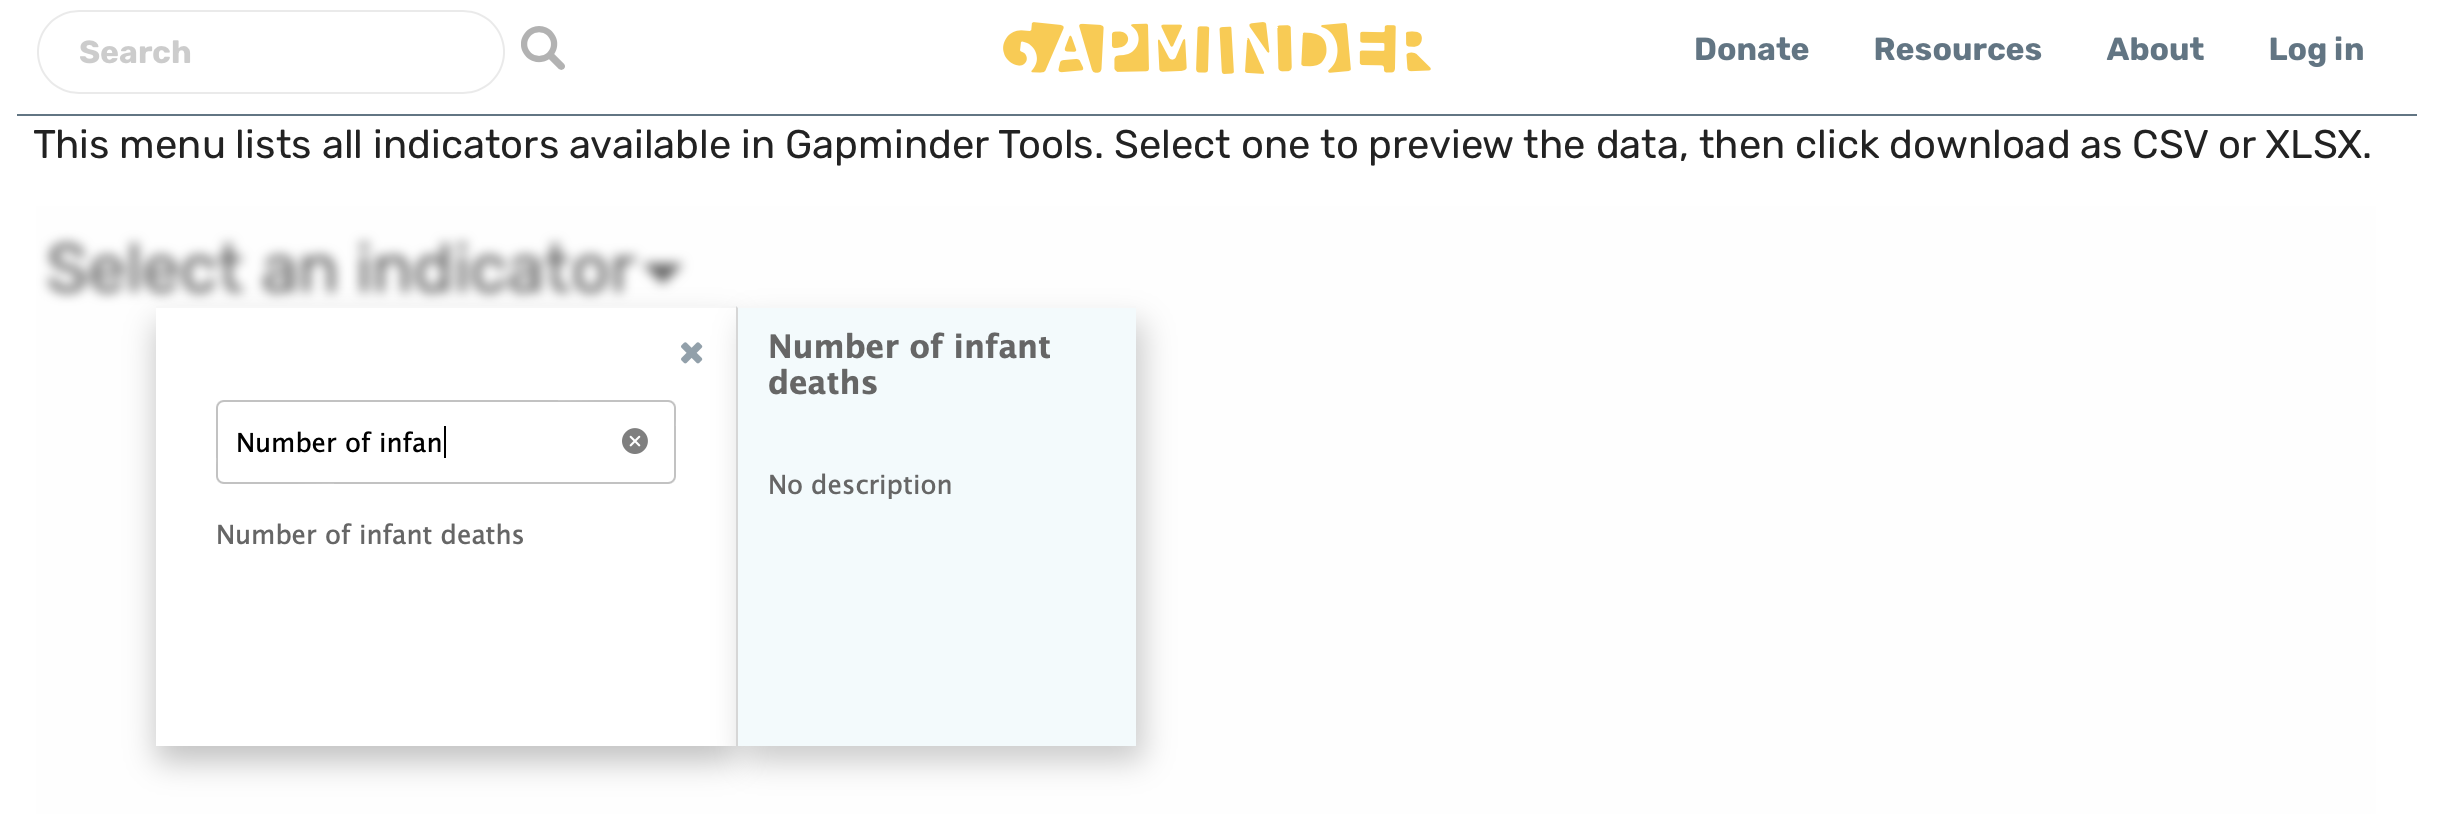 Search
GAPMINDER
Donate Resources About Log in
This menu lists all indicators available in Gapminder Tools. Select one to preview the data, then click download as CSV or XLSX.
Select an indicator
Number of infan
Number of infant deaths
Number of infant
deaths
No description